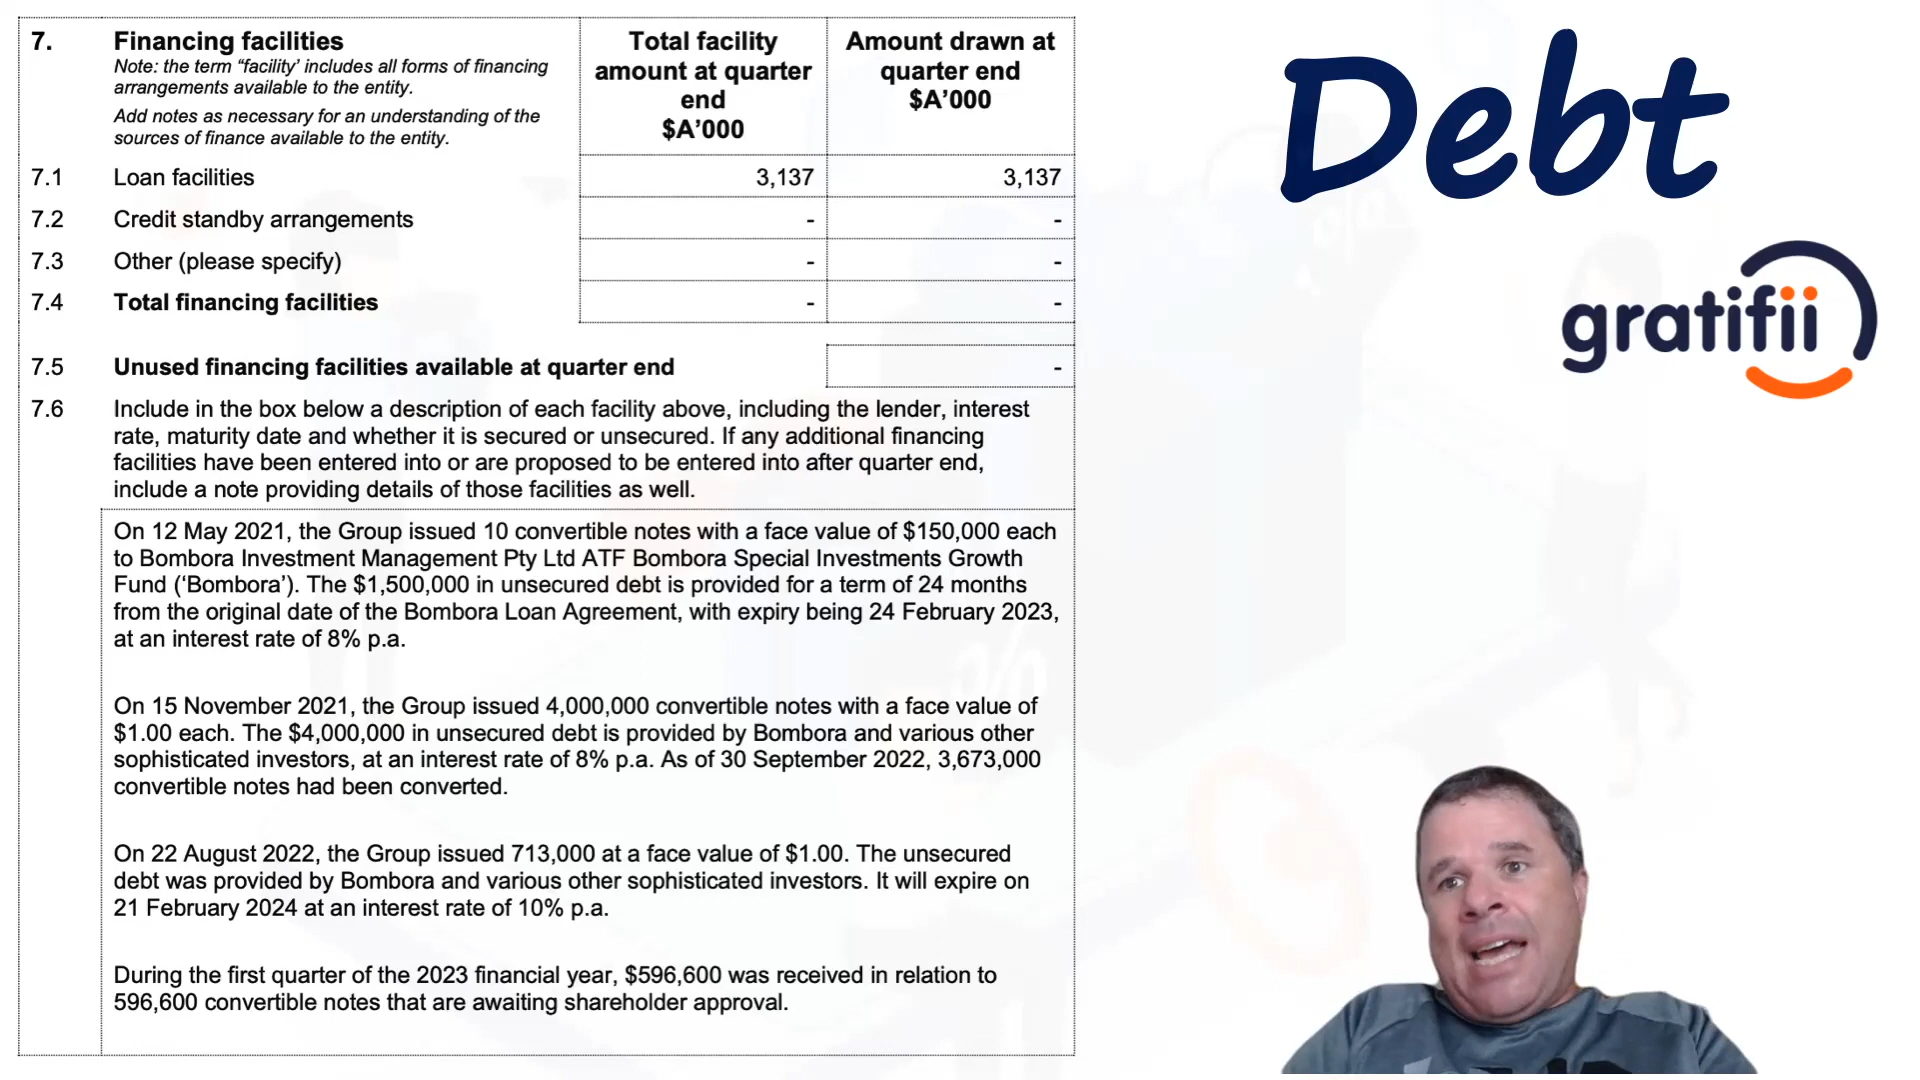 7. Financing facilities
Note: the term “facility’ includes all forms of financing
arrangements available to the entity.
Add notes as necessary for an understanding of the
sources of finance available to the entity.
Total facility
amount at quarter
end
$A’000
Amount drawn at
quarter end
$A’000
7.1 Loan facilities 3,137 3,137
7.2 Credit standby arrangements - -
7.3 Other (please specify) - -
7.4 Total financing facilities - -
7.5 Unused financing facilities available at quarter end -
7.6 Include in the box below a description of each facility above, including the lender, interest
rate, maturity date and whether it is secured or unsecured. If any additional financing
facilities have been entered into or are proposed to be entered into after quarter end,
include a note providing details of those facilities as well.
On 12 May 2021, the Group issued 10 convertible notes with a face value of $150,000 each
to Bombora Investment Management Pty Ltd ATF Bombora Special Investments Growth
Fund (‘Bombora’). The $1,500,000 in unsecured debt is provided for a term of 24 months
from the original date of the Bombora Loan Agreement, with expiry being 24 February 2023,
at an interest rate of 8% p.a.
On 15 November 2021, the Group issued 4,000,000 convertible notes with a face value of
$1.00 each. The $4,000,000 in unsecured debt is provided by Bombora and various other
sophisticated investors, at an interest rate of 8% p.a. As of 30 September 2022, 3,673,000
convertible notes had been converted.
On 22 August 2022, the Group issued 713,000 at a face value of $1.00. The unsecured
debt was provided by Bombora and various other sophisticated investors. It will expire on
21 February 2024 at an interest rate of 10% p.a.
During the first quarter of the 2023 financial year, $596,600 was received in relation to
596,600 convertible notes that are awaiting shareholder approval.
Debt
gratifii